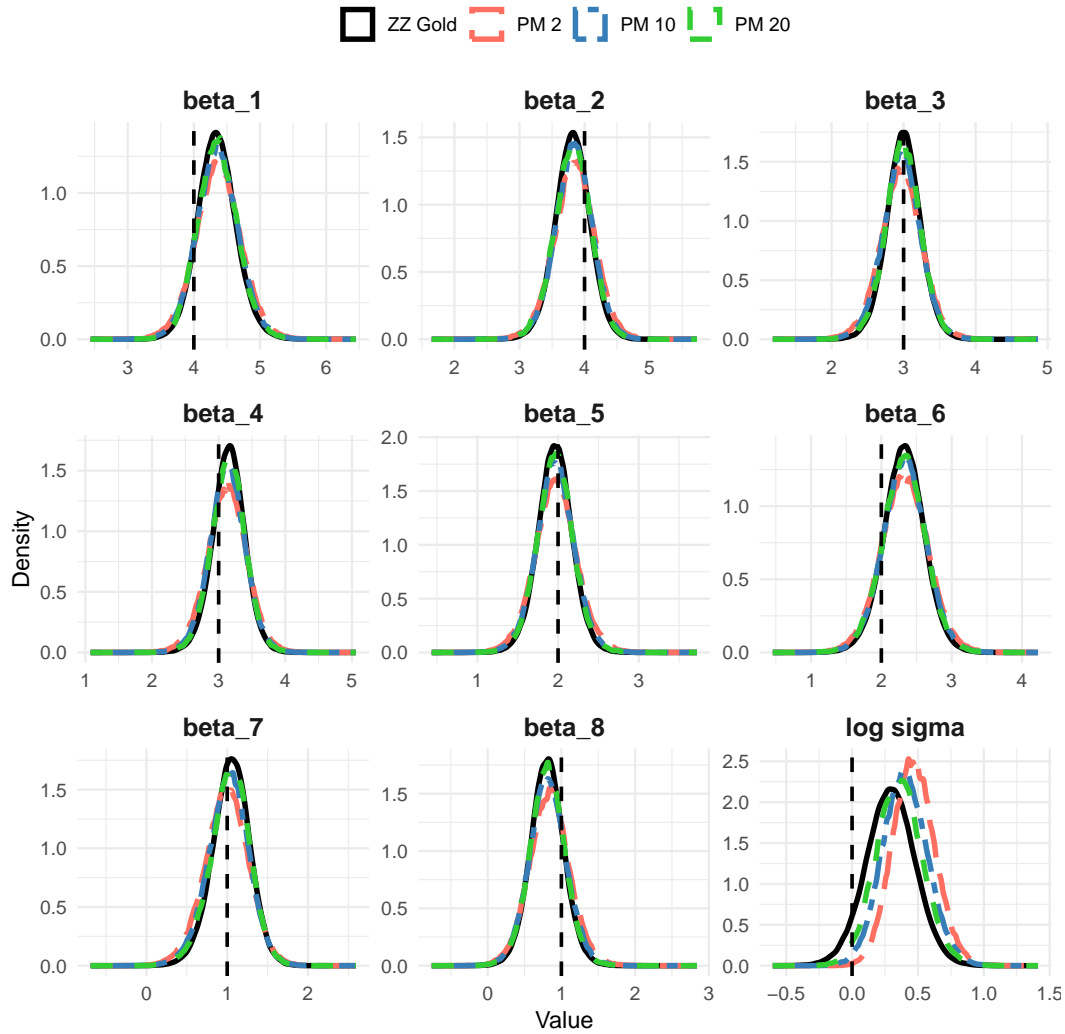 ZZ Gold PM 2 PM 10 PM 20
beta_1 beta_2 beta_3
0.0 0.5 1.0
3 4 5 6
0.0 0.5 1.0 1.5
2 3 4 5
0.0 0.5 1.0 1.5
2 3 4 5
beta_4 beta_5 beta_6
0.0 0.5 1.0 1.5
1 2 3 4 5
0.0 0.5 1.0 1.5 2.0
1 2 3
0.0 0.5 1.0
1 2 3 4
beta_7 beta_8 log sigma
0.0 0.5 1.0 1.5
0 1 2
0.0 0.5 1.0 1.5
0 1 2 3
0.0 0.5 1.0 1.5 2.0 2.5
−0.5 0.0 0.5 1.0 1.5
Density
Value